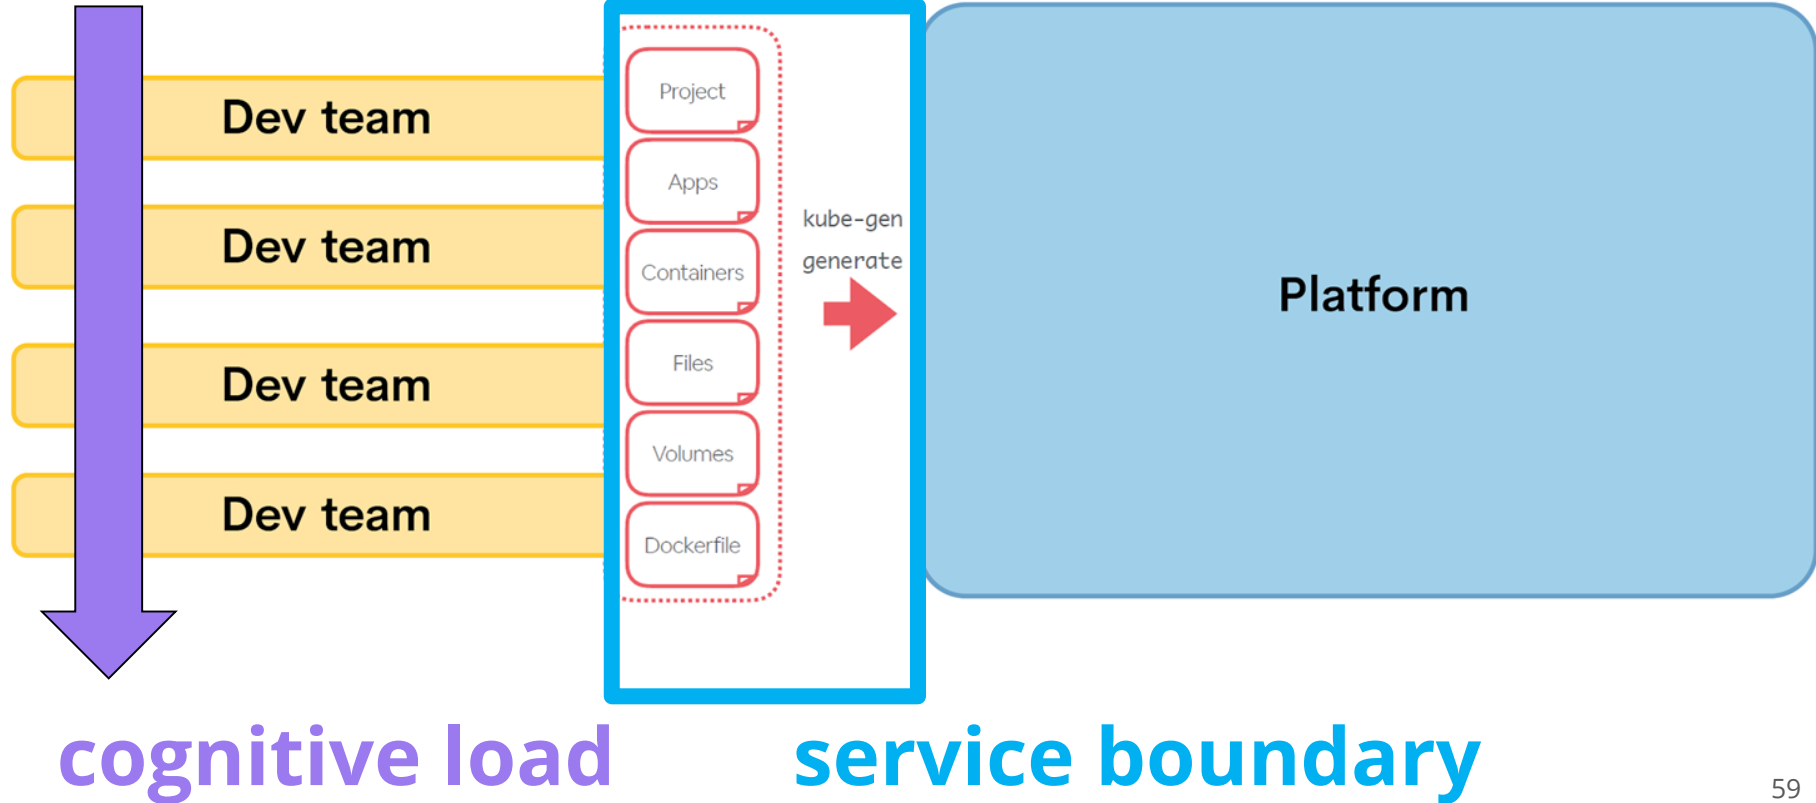 Dev team
Dev team
Dev team
Dev team
Project
Apps
Containers
Files
Volumes
Dockerfile
kube-gen
generate
Platform
cognitive load
service boundary
59